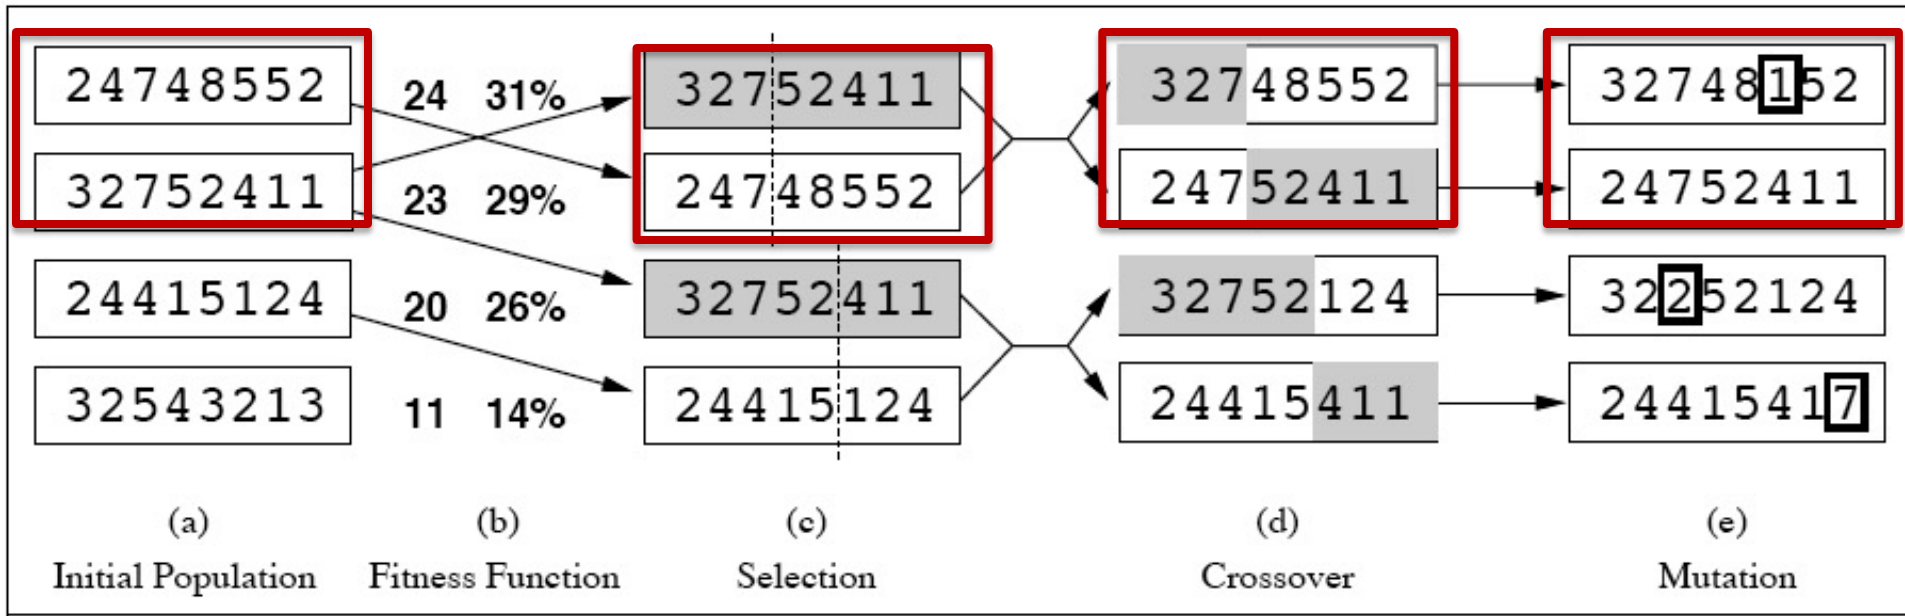 24748552 24 31% 32752411 32748552 32748152
32752411 23 29% 24748552 24752411 24752411
24415124 20 26% 32752411 32752124 32252124
32543213 11 14% 24415124 24415411 24415417
(a) (b) (c) (d) (e)
Initial Population Fitness Function Selection Crossover Mutation